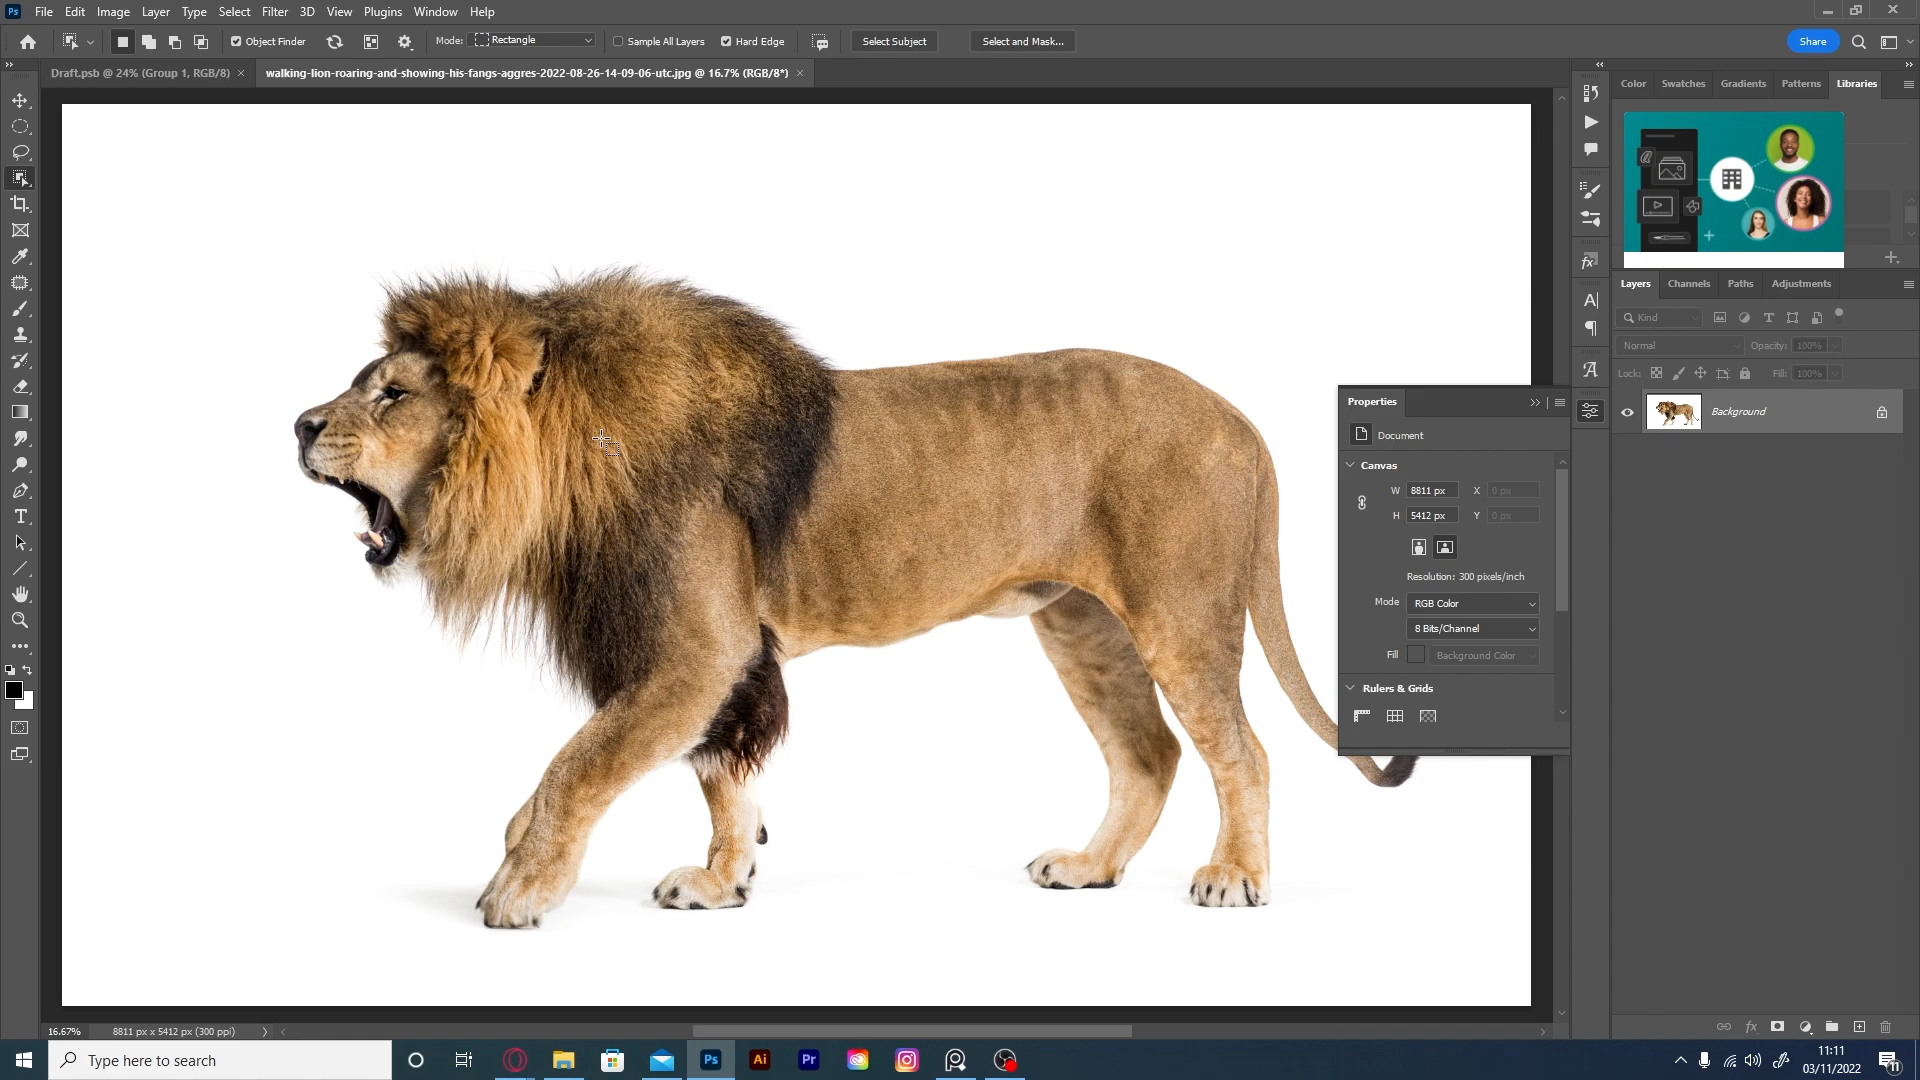 Ps File Edit Image Layer Type Select Filter 3D View Plugins Window Help
Object Finder Mode: Rectangle Sample All Layers Hard Edge Select Subject Select and Mask... Share
Draft.psb @ 24% (Group 1, RGB/8) × walking-lion-roaring-and-showing-his-fangs-aggres-2022-08-26-14-09-06-utc.jpg @ 16.7% (RGB/8*) ×
Color Swatches Gradients Patterns Libraries
Layers Channels Paths Adjustments
Kind
Normal Opacity: 100%
Lock: Fill: 100%
Background
Properties
Document
Canvas
W 8811 px X 0 px
H 5412 px Y 0 px
Resolution: 300 pixels/inch
Mode RGB Color
8 Bits/Channel
Fill Background Color
Rulers & Grids
16.67% 8811 px x 5412 px (300 ppi)
Type here to search
Ps Ai Pr
11:11
03/11/2022
11